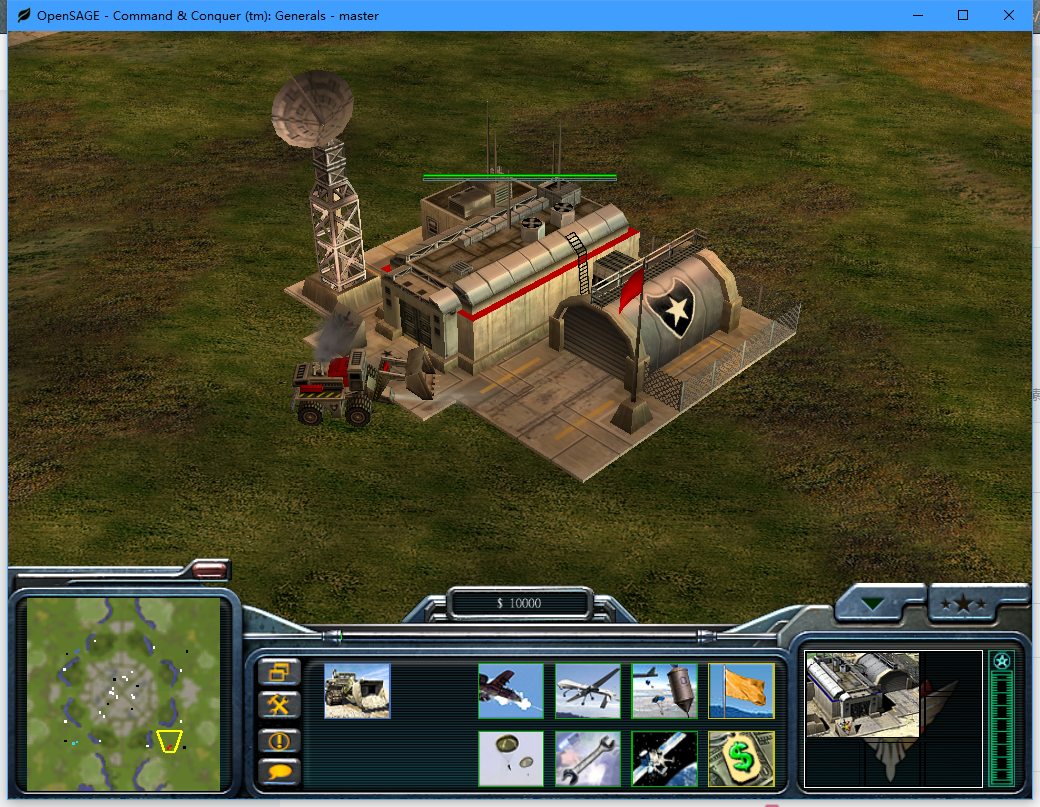 OpenSAGE - Command & Conquer (tm): Generals - master
$ 10000